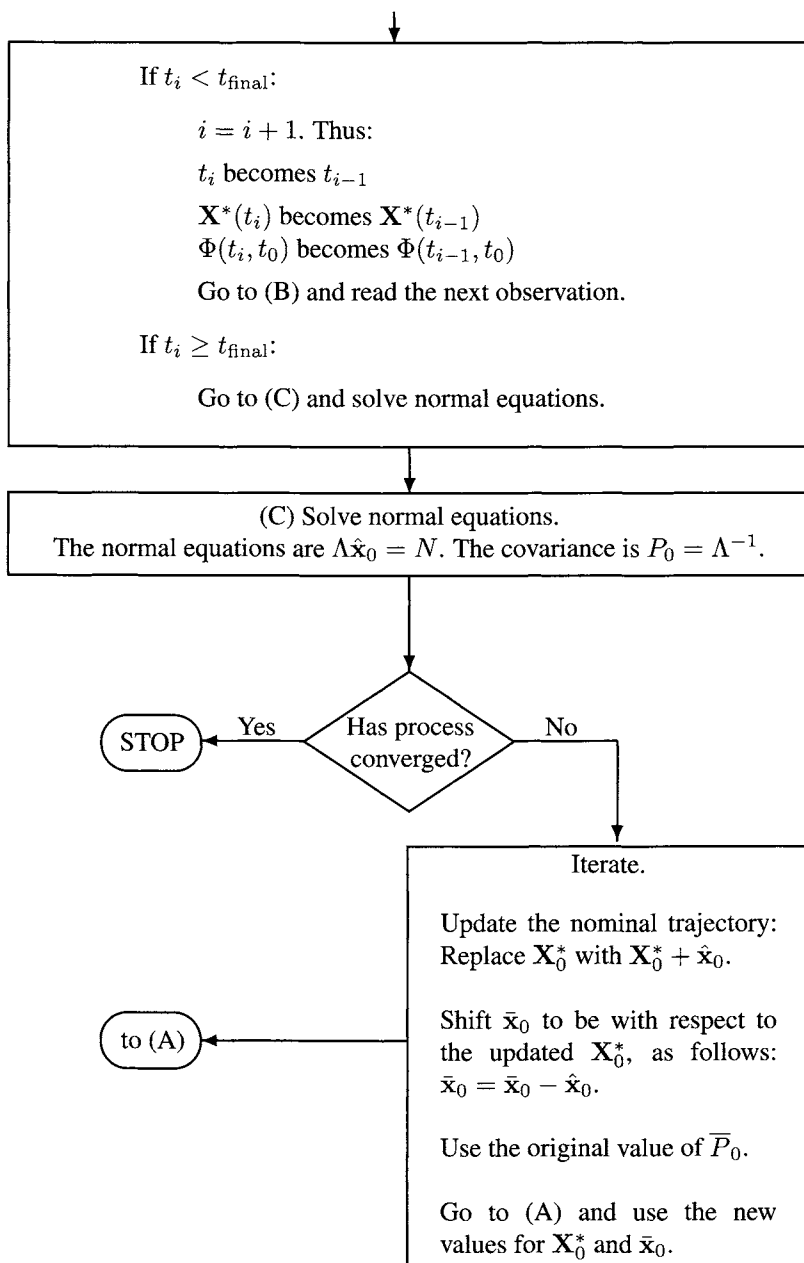 If t_i < t_final:
i = i + 1. Thus:
t_i becomes t_{i−1}
X*(t_i) becomes X*(t_{i−1})
Φ(t_i, t_0) becomes Φ(t_{i−1}, t_0)
Go to (B) and read the next observation.
If t_i ≥ t_final:
Go to (C) and solve normal equations.
(C) Solve normal equations.
The normal equations are Λx̂_0 = N. The covariance is P_0 = Λ^{−1}.
Has process
converged?
Yes
STOP
No
Iterate.
Update the nominal trajectory:
Replace X*_0 with X*_0 + x̂_0.
Shift x̄_0 to be with respect to
the updated X*_0, as follows:
x̄_0 = x̄_0 − x̂_0.
Use the original value of P̅_0.
Go to (A) and use the new
values for X*_0 and x̄_0.
to (A)